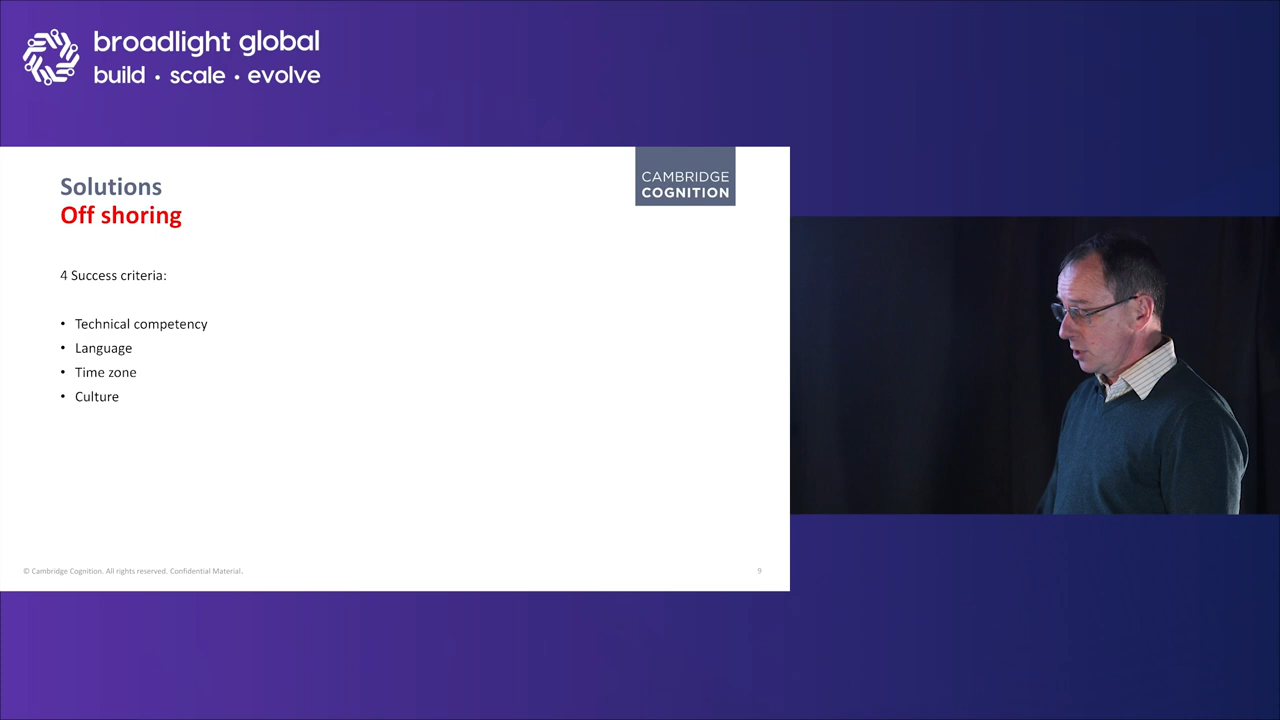 broadlight global
build · scale · evolve
CAMBRIDGE
COGNITION
Solutions
Off shoring
4 Success criteria:
• Technical competency
• Language
• Time zone
• Culture
© Cambridge Cognition. All rights reserved. Confidential Material.
9